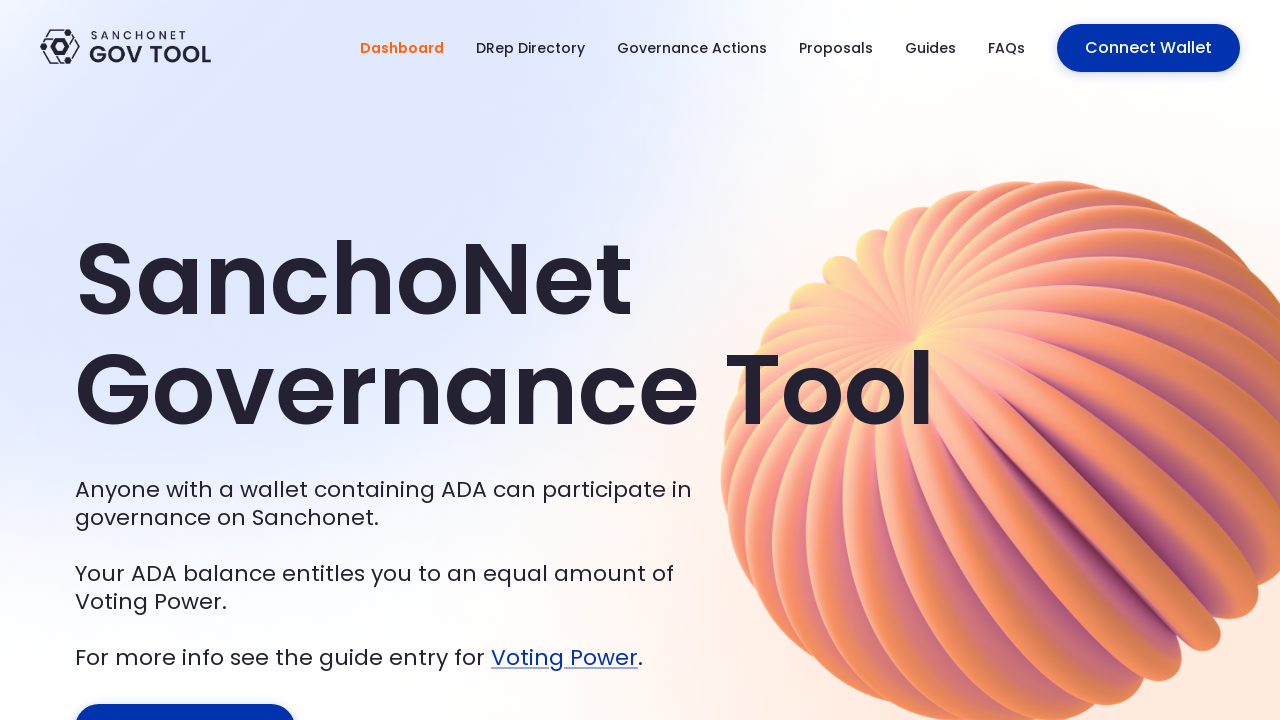 SANCHONET
GOV TOOL
Dashboard
DRep Directory
Governance Actions
Proposals
Guides
FAQs
Connect Wallet
SanchoNet
Governance Tool
Anyone with a wallet containing ADA can participate in
governance on Sanchonet.
Your ADA balance entitles you to an equal amount of
Voting Power.
For more info see the guide entry for Voting Power.